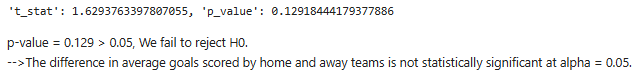 't_stat': 1.6293763397807055, 'p_value': 0.12918444179377886
p-value = 0.129 > 0.05, We fail to reject H0.
-->The difference in average goals scored by home and away teams is not statistically significant at alpha = 0.05.